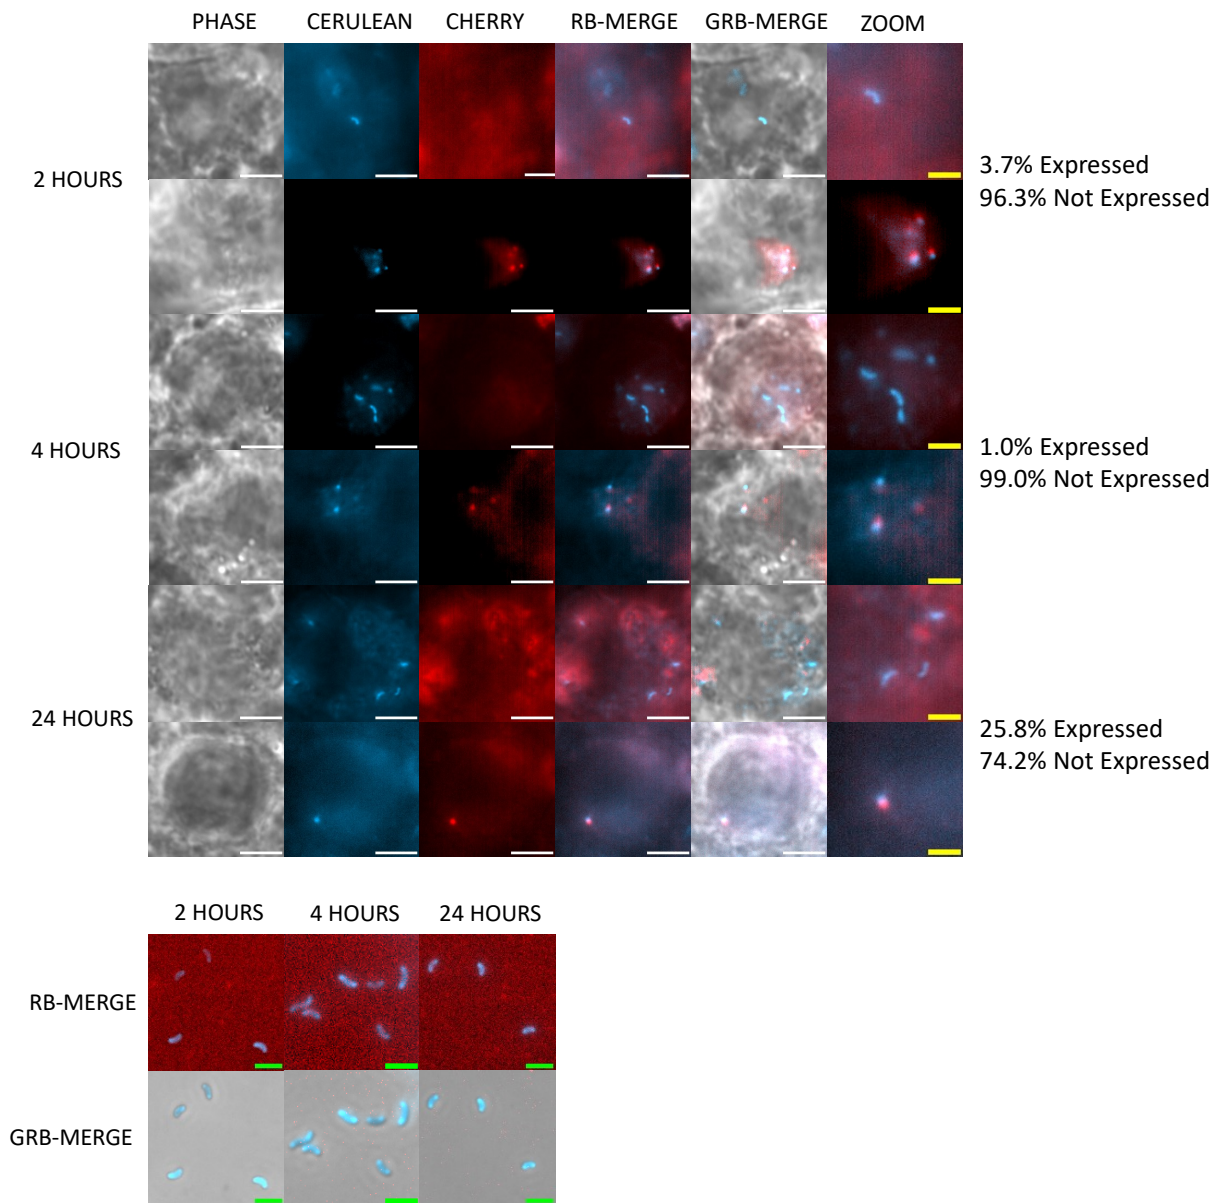 PHASE CERULEAN CHERRY RB-MERGE GRB-MERGE ZOOM
2 HOURS
3.7% Expressed
96.3% Not Expressed
4 HOURS
1.0% Expressed
99.0% Not Expressed
24 HOURS
25.8% Expressed
74.2% Not Expressed
2 HOURS 4 HOURS 24 HOURS
RB-MERGE
GRB-MERGE